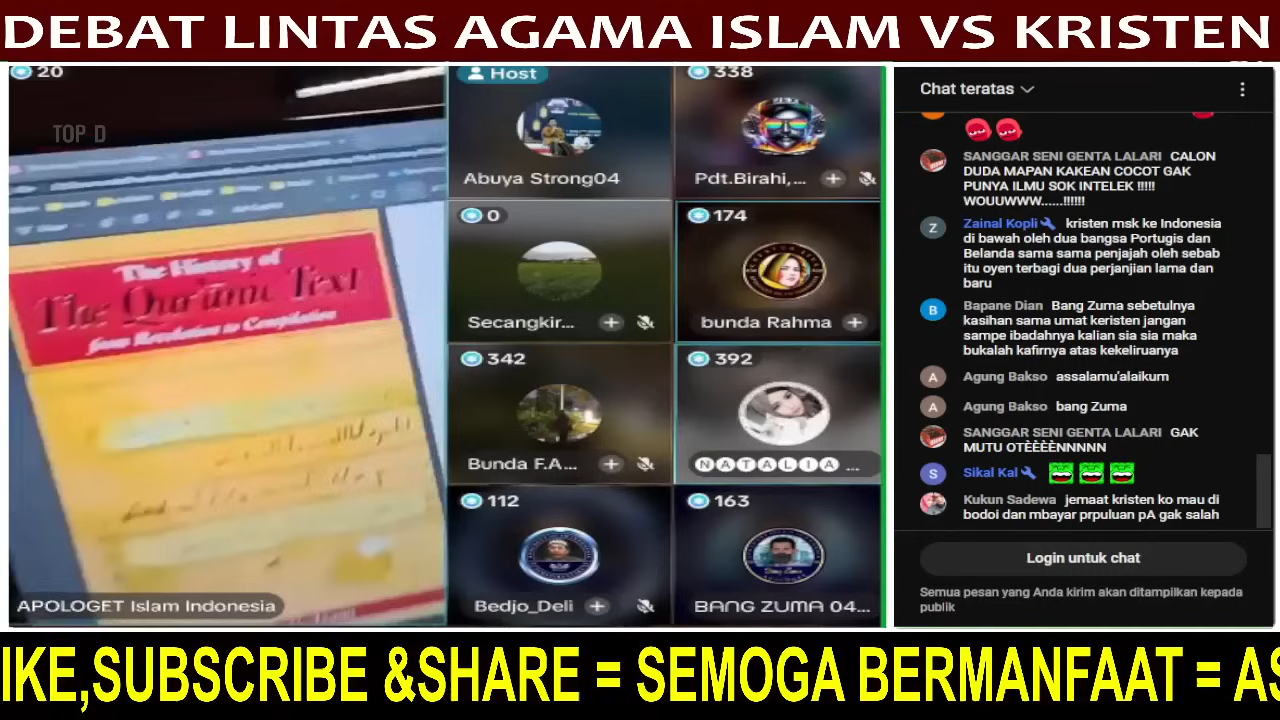 DEBAT LINTAS AGAMA ISLAM VS KRISTEN
20
TOP D
The History of
The Qur'ānic Text
from Revelation to Compilation
APOLOGET Islam Indonesia
Host
Abuya Strong04
338
Pdt.Birahi,... +
0
Secangkir... +
174
bunda Rahma +
342
Bunda F.A... +
392
NATALIA ...
112
Bedjo_Deli +
163
BANG ZUMA 04...
Chat teratas
SANGGAR SENI GENTA LALARI CALON
DUDA MAPAN KAKEAN COCOT GAK
PUNYA ILMU SOK INTELEK !!!!!
WOUUWWW......!!!!!!
Z
Zainal Kopli kristen msk ke Indonesia
di bawah oleh dua bangsa Portugis dan
Belanda sama sama penjajah oleh sebab
itu oyen terbagi dua perjanjian lama dan
baru
B
Bapane Dian Bang Zuma sebetulnya
kasihan sama umat keristen jangan
sampe ibadahnya kalian sia sia maka
bukalah kafirnya atas kekeliruanya
A
Agung Bakso assalamu'alaikum
A
Agung Bakso bang Zuma
SANGGAR SENI GENTA LALARI GAK
MUTU OTÈÈÈÈNNNNN
S
Sikal Kal
Kukun Sadewa jemaat kristen ko mau di
bodoi dan mbayar prpuluan pA gak salah
Login untuk chat
Semua pesan yang Anda kirim akan ditampilkan kepada
publik
IKE,SUBSCRIBE &SHARE = SEMOGA BERMANFAAT = AS